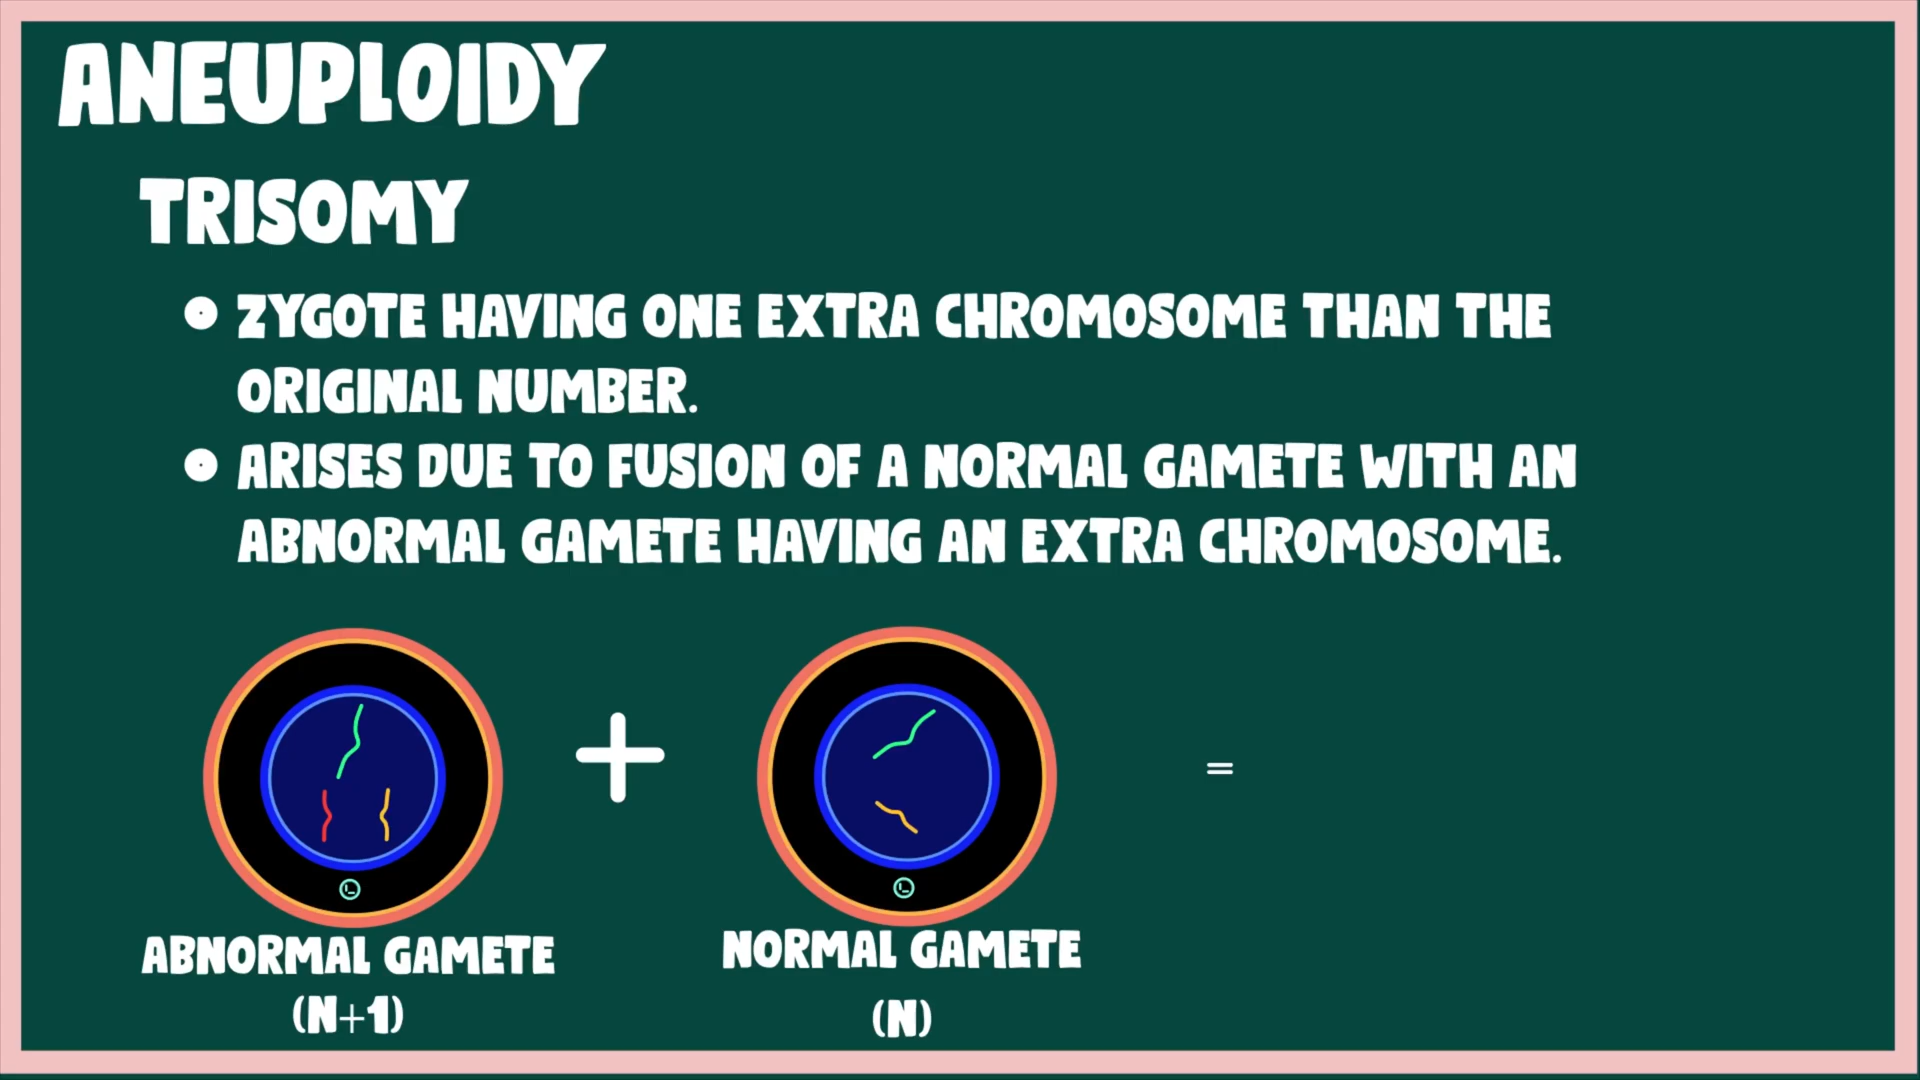 ANEUPLOIDY
TRISOMY
• ZYGOTE HAVING ONE EXTRA CHROMOSOME THAN THE
ORIGINAL NUMBER.
• ARISES DUE TO FUSION OF A NORMAL GAMETE WITH AN
ABNORMAL GAMETE HAVING AN EXTRA CHROMOSOME.
+ =
ABNORMAL GAMETE
(N+1)
NORMAL GAMETE
(N)